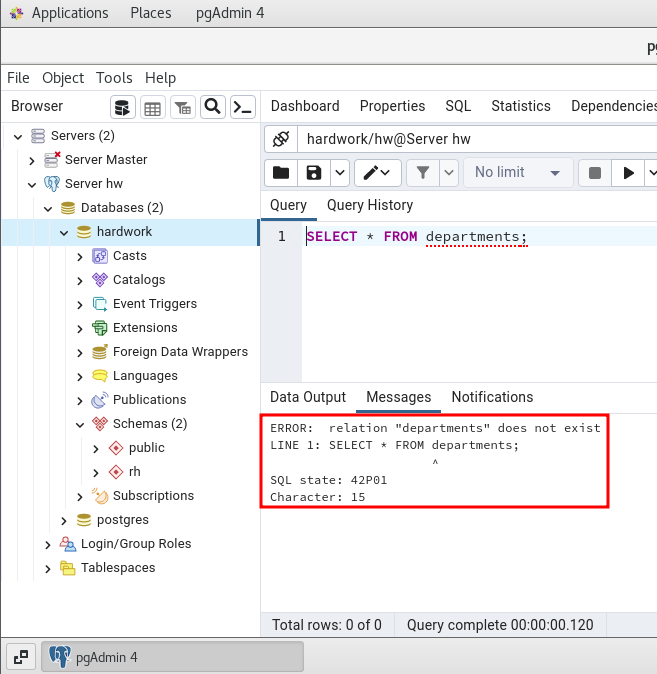 Applications Places pgAdmin 4
File Object Tools Help
Browser
Dashboard Properties SQL Statistics Dependencies
Servers (2)
Server Master
Server hw
Databases (2)
hardwork
Casts
Catalogs
Event Triggers
Extensions
Foreign Data Wrappers
Languages
Publications
Schemas (2)
public
rh
Subscriptions
postgres
Login/Group Roles
Tablespaces
hardwork/hw@Server hw
No limit
Query Query History
1 SELECT * FROM departments;
Data Output Messages Notifications
ERROR:  relation "departments" does not exist
LINE 1: SELECT * FROM departments;
^
SQL state: 42P01
Character: 15
Total rows: 0 of 0 Query complete 00:00:00.120
pgAdmin 4